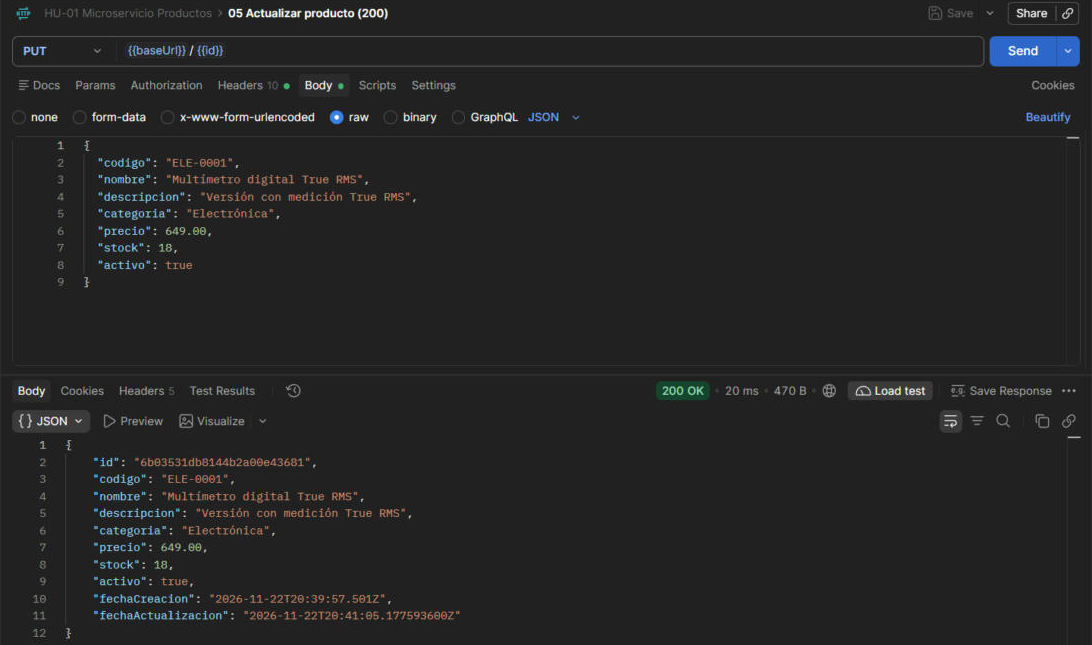 HTTP HU-01 Microservicio Productos > 05 Actualizar producto (200) Save Share
PUT {{baseUrl}} / {{id}} Send
Docs Params Authorization Headers 10 Body Scripts Settings Cookies
none form-data x-www-form-urlencoded raw binary GraphQL JSON Beautify
1 {
2 "codigo": "ELE-0001",
3 "nombre": "Multímetro digital True RMS",
4 "descripcion": "Versión con medición True RMS",
5 "categoria": "Electrónica",
6 "precio": 649.00,
7 "stock": 18,
8 "activo": true
9 }
Body Cookies Headers 5 Test Results 200 OK • 20 ms • 470 B Load test e.g. Save Response
{} JSON Preview Visualize
1 {
2 "id": "6b03531db8144b2a00e43681",
3 "codigo": "ELE-0001",
4 "nombre": "Multímetro digital True RMS",
5 "descripcion": "Versión con medición True RMS",
6 "categoria": "Electrónica",
7 "precio": 649.00,
8 "stock": 18,
9 "activo": true,
10 "fechaCreacion": "2026-11-22T20:39:57.501Z",
11 "fechaActualizacion": "2026-11-22T20:41:05.177593600Z"
12 }